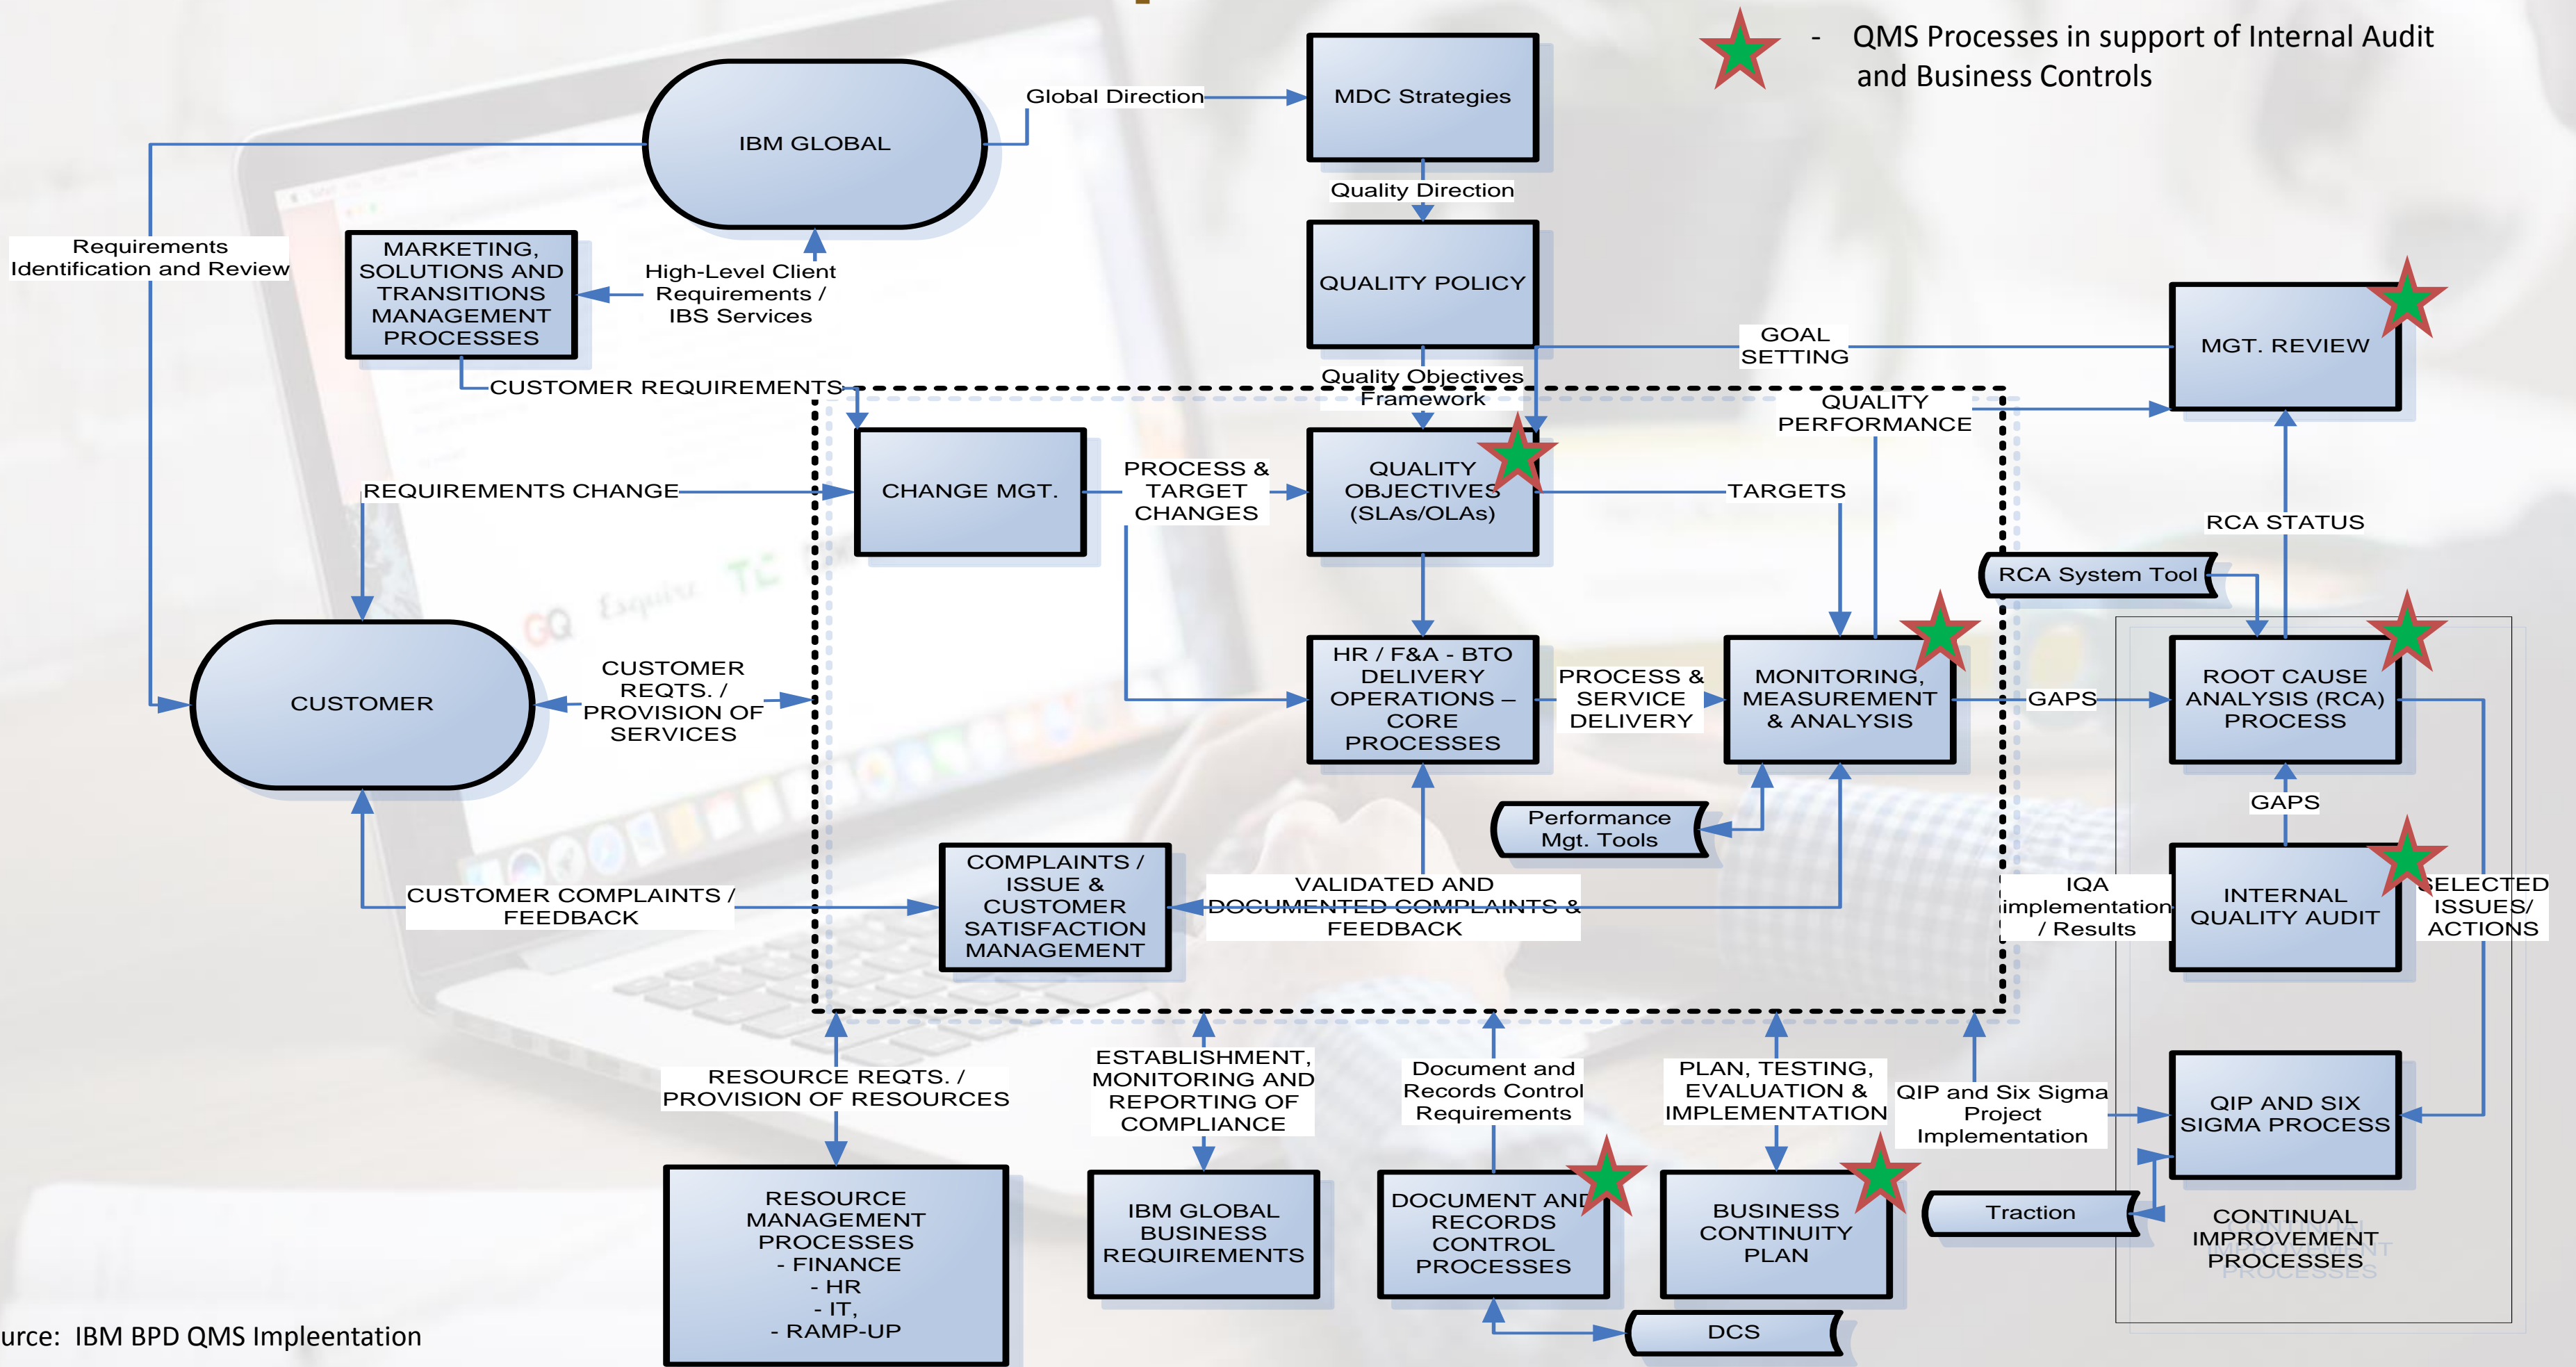 - QMS Processes in support of Internal Audit
and Business Controls
IBM GLOBAL
Global Direction
MDC Strategies
Quality Direction
Requirements
Identification and Review
MARKETING,
SOLUTIONS AND
TRANSITIONS
MANAGEMENT
PROCESSES
High-Level Client
Requirements /
IBS Services
QUALITY POLICY
GOAL
SETTING
MGT. REVIEW
CUSTOMER REQUIREMENTS
Quality Objectives
Framework
QUALITY
PERFORMANCE
REQUIREMENTS CHANGE
CHANGE MGT.
PROCESS &
TARGET
CHANGES
QUALITY
OBJECTIVES
(SLAs/OLAs)
TARGETS
RCA STATUS
RCA System Tool
GQ
Esquire
TC
CUSTOMER
CUSTOMER
REQTS. /
PROVISION OF
SERVICES
HR / F&A - BTO
DELIVERY
OPERATIONS –
CORE
PROCESSES
PROCESS &
SERVICE
DELIVERY
MONITORING,
MEASUREMENT
& ANALYSIS
GAPS
ROOT CAUSE
ANALYSIS (RCA)
PROCESS
GAPS
Performance
Mgt. Tools
CUSTOMER COMPLAINTS /
FEEDBACK
COMPLAINTS /
ISSUE &
CUSTOMER
SATISFACTION
MANAGEMENT
VALIDATED AND
DOCUMENTED COMPLAINTS &
FEEDBACK
IQA
implementation
/ Results
INTERNAL
QUALITY AUDIT
SELECTED
ISSUES/
ACTIONS
RESOURCE REQTS. /
PROVISION OF RESOURCES
ESTABLISHMENT,
MONITORING AND
REPORTING OF
COMPLIANCE
Document and
Records Control
Requirements
PLAN, TESTING,
EVALUATION &
IMPLEMENTATION
QIP and Six Sigma
Project
Implementation
QIP AND SIX
SIGMA PROCESS
RESOURCE
MANAGEMENT
PROCESSES
- FINANCE
- HR
- IT,
- RAMP-UP
IBM GLOBAL
BUSINESS
REQUIREMENTS
DOCUMENT AND
RECORDS
CONTROL
PROCESSES
BUSINESS
CONTINUITY
PLAN
Traction
CONTINUAL
IMPROVEMENT
PROCESSES
DCS
urce: IBM BPD QMS Impleentation